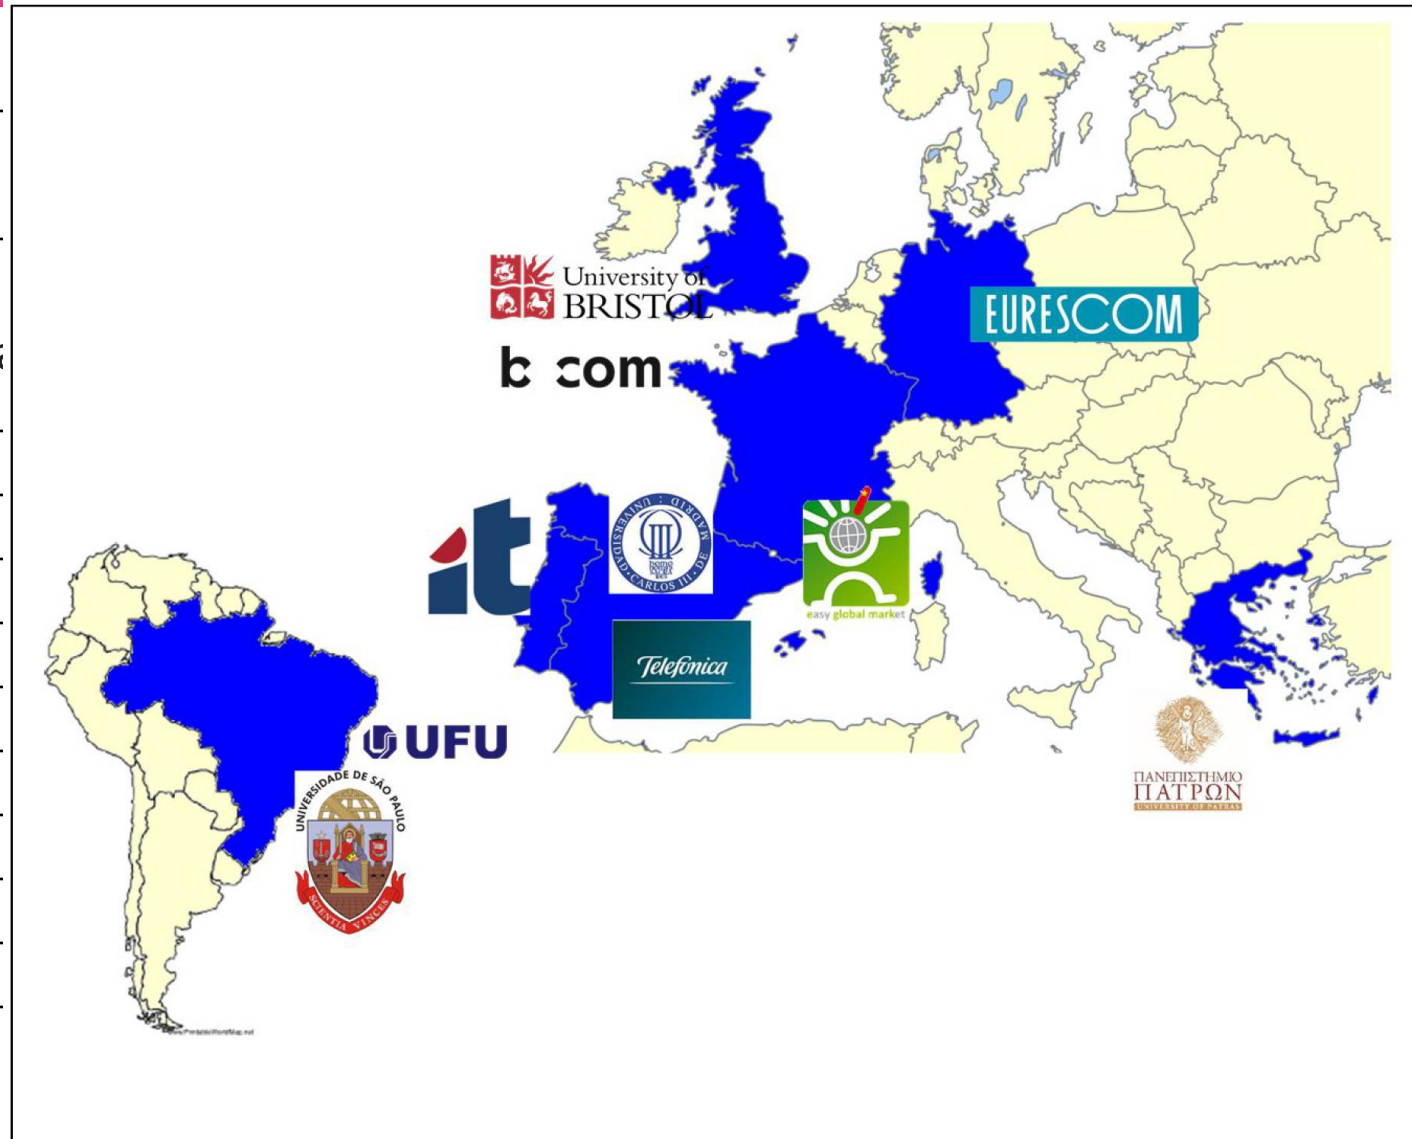 University of
BRISTOL
EURESCOM
b com
it
UNIVERSIDAD · CARLOS III · DE MADRID :
easy global market
Telefónica
UFU
UNIVERSIDADE DE SÃO PAULO
SCIENTIA VINCES
ΠΑΝΕΠΙΣΤΗΜΙΟ
ΠΑΤΡΩΝ
UNIVERSITY OF PATRAS